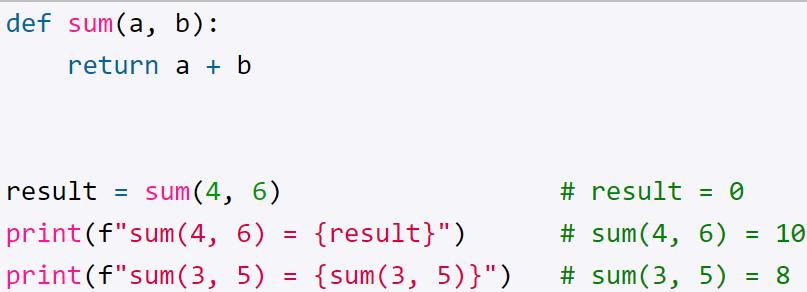 def sum(a, b):
    return a + b
result = sum(4, 6)                  # result = 0
print(f"sum(4, 6) = {result}")      # sum(4, 6) = 10
print(f"sum(3, 5) = {sum(3, 5)}")   # sum(3, 5) = 8